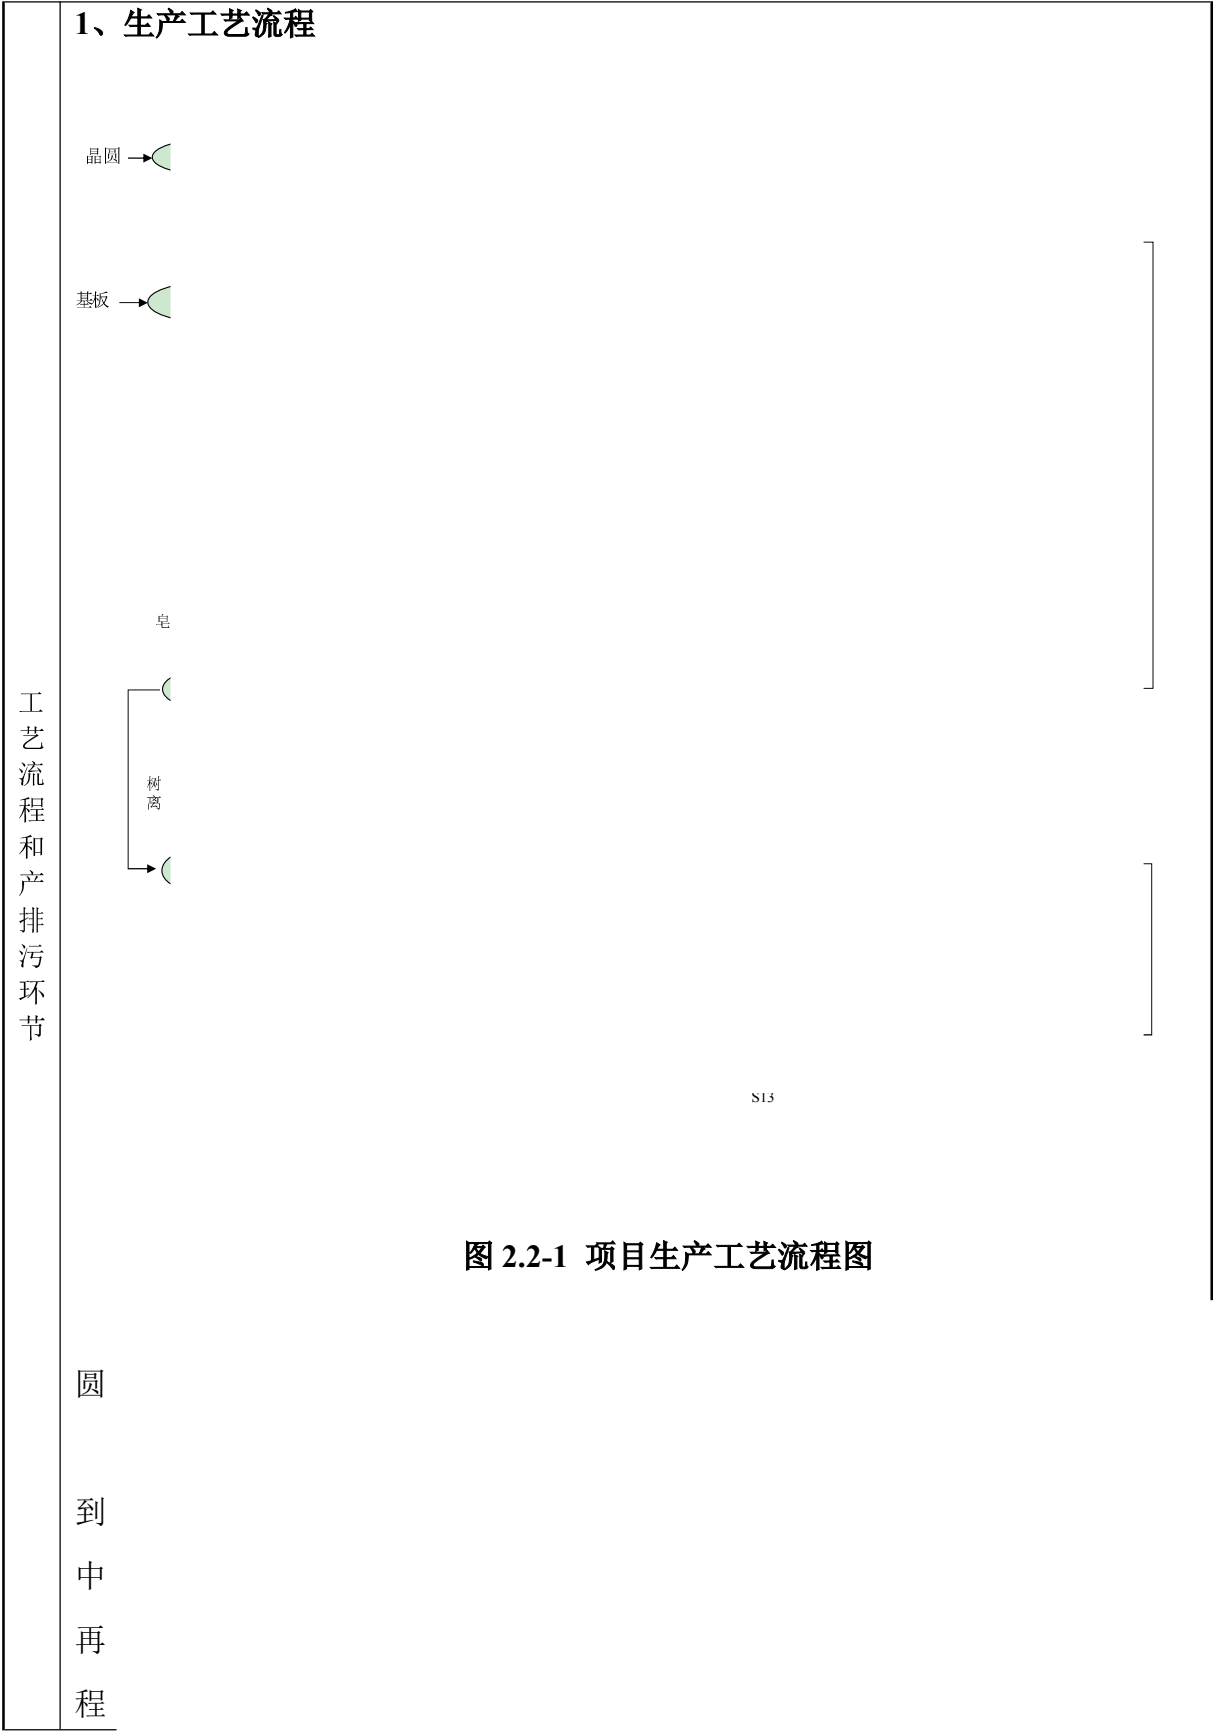 1、生产工艺流程
晶圆
基板
皂
树
离
工
艺
流
程
和
产
排
污
环
节
S13
图 2.2-1 项目生产工艺流程图
圆
到
中
再
程